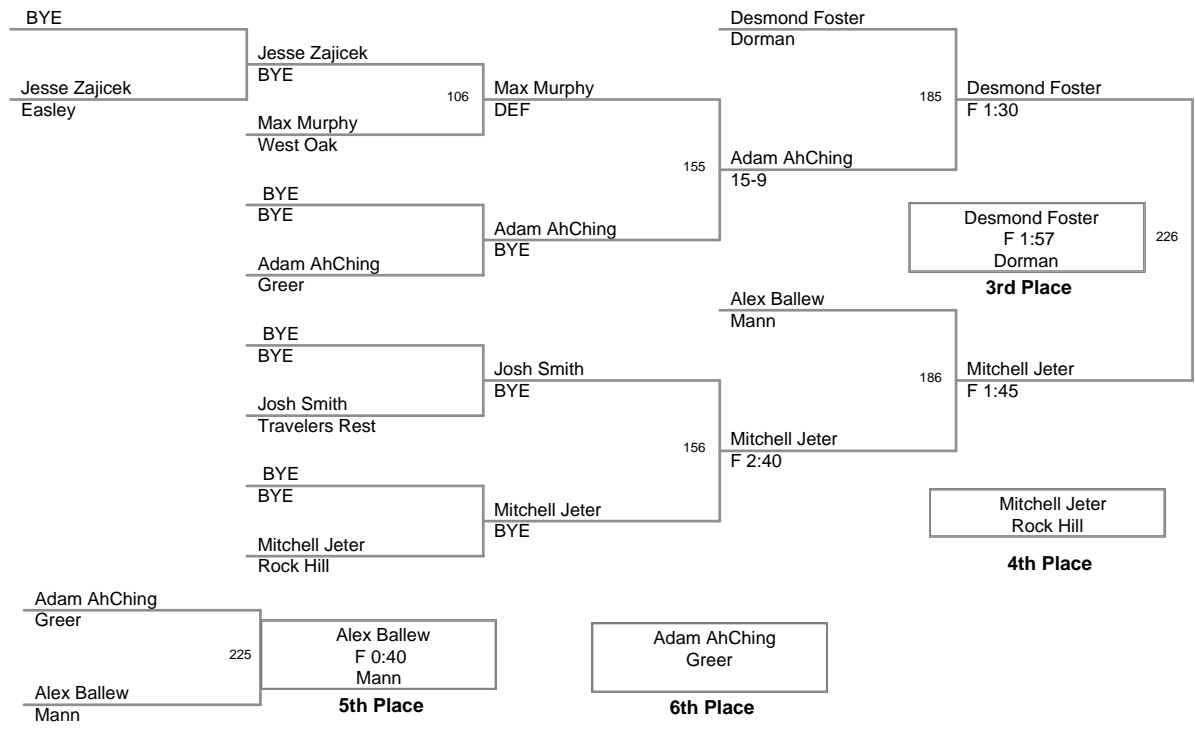 BYE
Jesse Zajicek
Easley
Jesse Zajicek
BYE
106
Max Murphy
West Oak
Max Murphy
DEF
BYE
BYE
Adam AhChing
Greer
Adam AhChing
BYE
155
Adam AhChing
15-9
Desmond Foster
Dorman
185
Desmond Foster
F 1:30
Desmond Foster
F 1:57
Dorman
3rd Place
226
BYE
BYE
Josh Smith
Travelers Rest
Josh Smith
BYE
BYE
BYE
Mitchell Jeter
Rock Hill
Mitchell Jeter
BYE
156
Mitchell Jeter
F 2:40
Alex Ballew
Mann
186
Mitchell Jeter
F 1:45
Mitchell Jeter
Rock Hill
4th Place
Adam AhChing
Greer
225
Alex Ballew
Mann
Alex Ballew
F 0:40
Mann
5th Place
Adam AhChing
Greer
6th Place